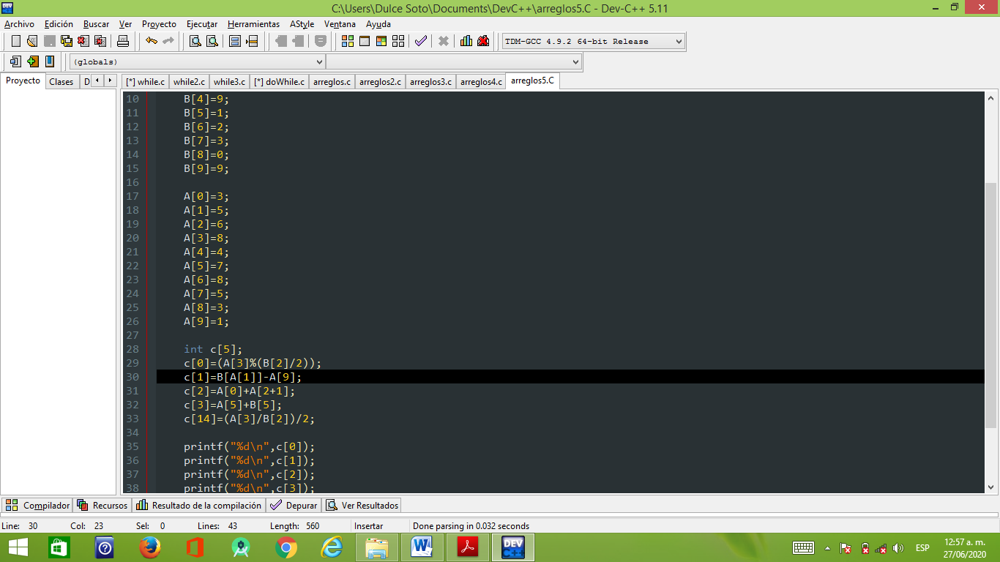 C:\Users\Dulce Soto\Documents\DevC++\arreglos5.C - Dev-C++ 5.11
Archivo Edición Buscar Ver Proyecto Ejecutar Herramientas AStyle Ventana Ayuda
TDM-GCC 4.9.2 64-bit Release
(globals)
Proyecto Clases D
[*] while.c while2.c while3.c [*] doWhile.c arreglos.c arreglos2.c arreglos3.c arreglos4.c arreglos5.C
10 B[4]=9;
11 B[5]=1;
12 B[6]=2;
13 B[7]=3;
14 B[8]=0;
15 B[9]=9;
16
17 A[0]=3;
18 A[1]=5;
19 A[2]=6;
20 A[3]=8;
21 A[4]=4;
22 A[5]=7;
23 A[6]=8;
24 A[7]=5;
25 A[8]=3;
26 A[9]=1;
27
28 int c[5];
29 c[0]=(A[3]%(B[2]/2));
30 c[1]=B[A[1]]-A[9];
31 c[2]=A[0]+A[2+1];
32 c[3]=A[5]+B[5];
33 c[14]=(A[3]/B[2])/2;
34
35 printf("%d\n",c[0]);
36 printf("%d\n",c[1]);
37 printf("%d\n",c[2]);
38 printf("%d\n",c[3]);
Compilador Recursos Resultado de la compilación Depurar Ver Resultados
Line: 30 Col: 23 Sel: 0 Lines: 43 Length: 560 Insertar Done parsing in 0.032 seconds
DEV C++
ESP
12:57 a. m.
27/06/2020